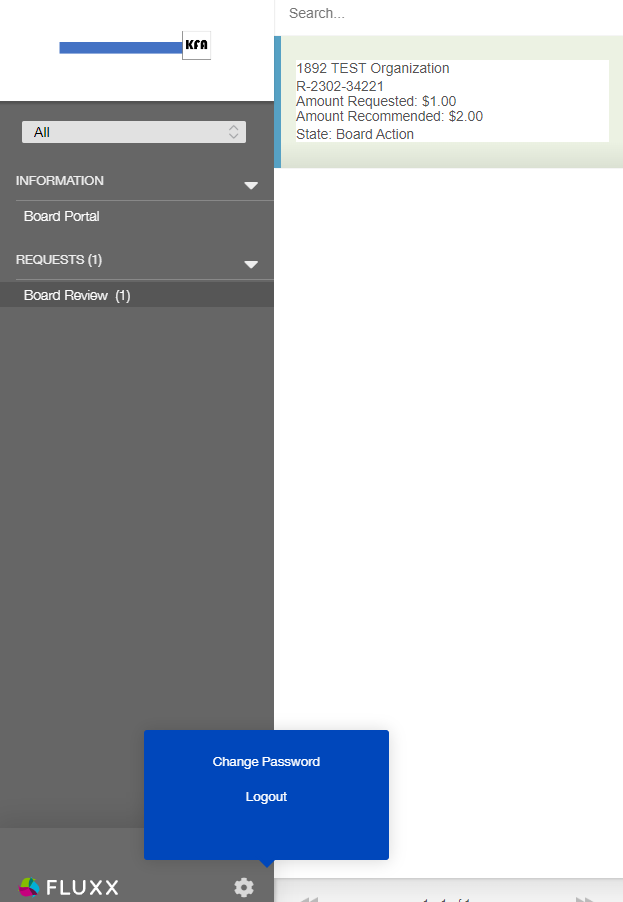 KFA
Search...
All
INFORMATION
Board Portal
REQUESTS (1)
Board Review (1)
1892 TEST Organization
R-2302-34221
Amount Requested: $1.00
Amount Recommended: $2.00
State: Board Action
Change Password
Logout
FLUXX